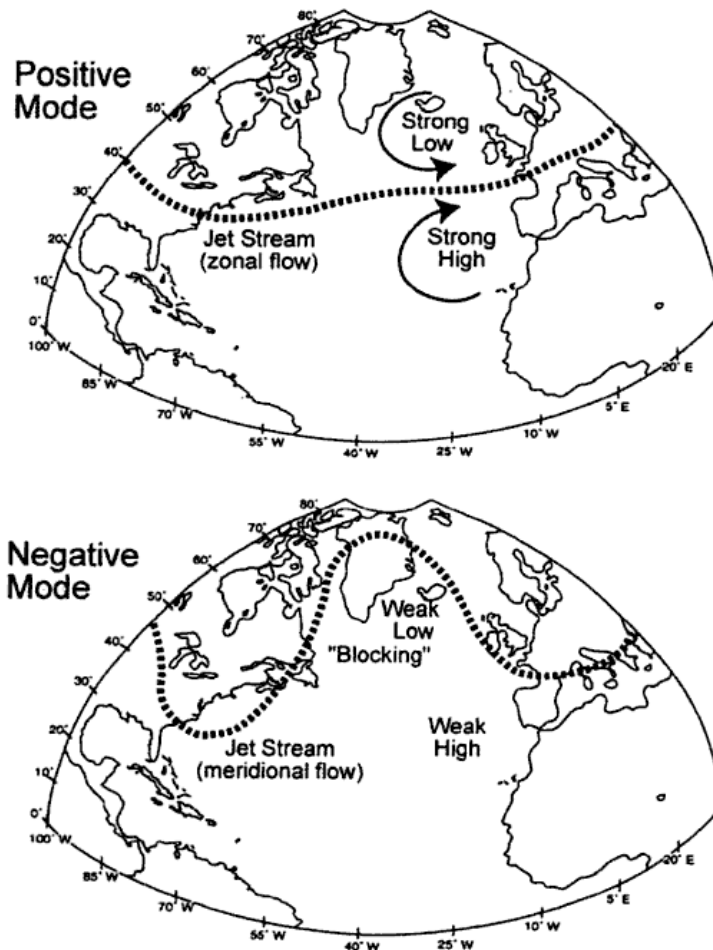 80°
70°
60°
50°
40°
30°
20°
10°
0°
Positive
Mode
Strong
Low
Jet Stream
(zonal flow)
Strong
High
100° W
85° W
70° W
55° W
40° W
25° W
10° W
5° E
20° E
80°
70°
60°
50°
40°
30°
20°
10°
0°
Negative
Mode
Weak
Low
"Blocking"
Jet Stream
(meridional flow)
Weak
High
100° W
85° W
70° W
55° W
40° W
25° W
10° W
5° E
20° E